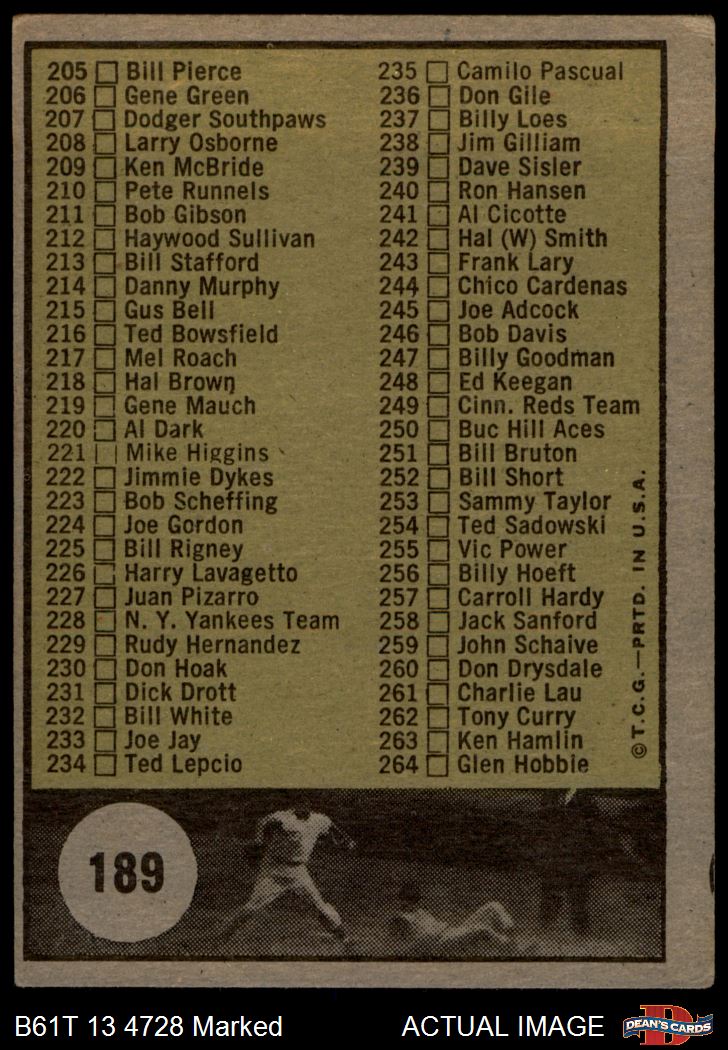 205 Bill Pierce
206 Gene Green
207 Dodger Southpaws
208 Larry Osborne
209 Ken McBride
210 Pete Runnels
211 Bob Gibson
212 Haywood Sullivan
213 Bill Stafford
214 Danny Murphy
215 Gus Bell
216 Ted Bowsfield
217 Mel Roach
218 Hal Brown
219 Gene Mauch
220 Al Dark
221 Mike Higgins
222 Jimmie Dykes
223 Bob Scheffing
224 Joe Gordon
225 Bill Rigney
226 Harry Lavagetto
227 Juan Pizarro
228 N. Y. Yankees Team
229 Rudy Hernandez
230 Don Hoak
231 Dick Drott
232 Bill White
233 Joe Jay
234 Ted Lepcio
235 Camilo Pascual
236 Don Gile
237 Billy Loes
238 Jim Gilliam
239 Dave Sisler
240 Ron Hansen
241 Al Cicotte
242 Hal (W) Smith
243 Frank Lary
244 Chico Cardenas
245 Joe Adcock
246 Bob Davis
247 Billy Goodman
248 Ed Keegan
249 Cinn. Reds Team
250 Buc Hill Aces
251 Bill Bruton
252 Bill Short
253 Sammy Taylor
254 Ted Sadowski
255 Vic Power
256 Billy Hoeft
257 Carroll Hardy
258 Jack Sanford
259 John Schaive
260 Don Drysdale
261 Charlie Lau
262 Tony Curry
263 Ken Hamlin
264 Glen Hobbie
© T.C.G.—PRTD. IN U.S.A.
189
B61T 13 4728 Marked
ACTUAL IMAGE
D
DEAN'S CARDS